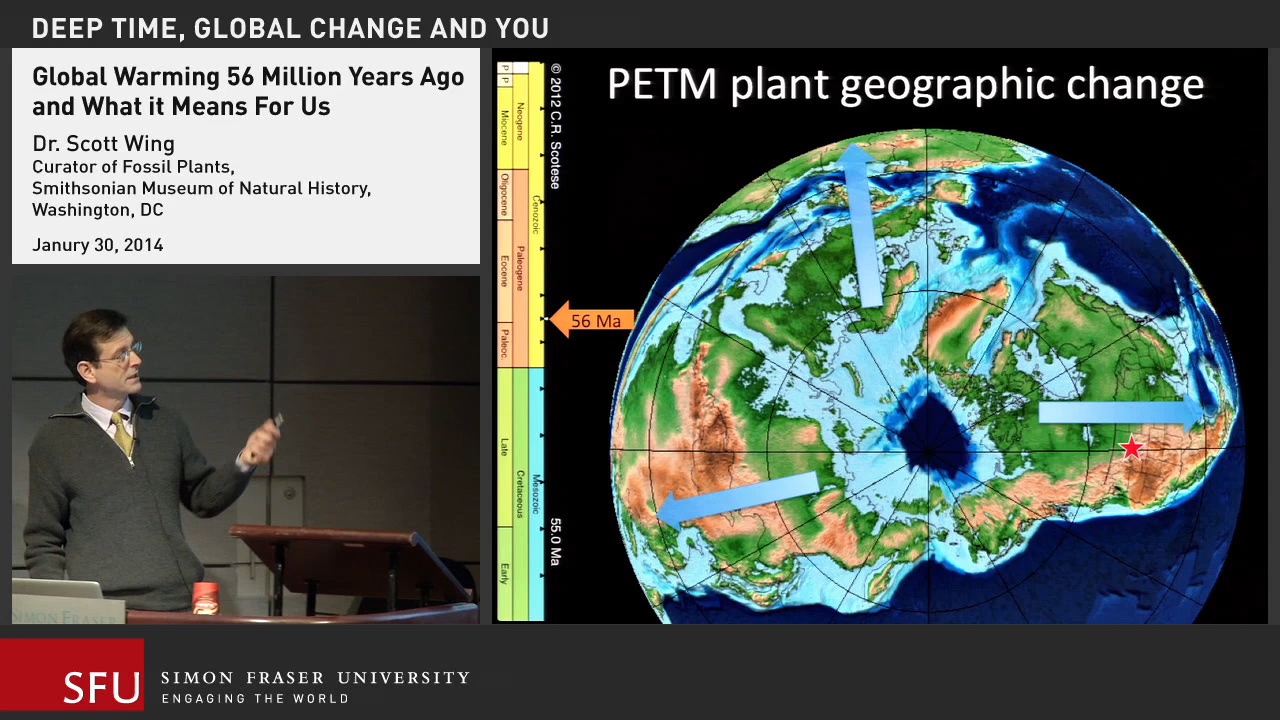 DEEP TIME, GLOBAL CHANGE AND YOU
Global Warming 56 Million Years Ago
and What it Means For Us
Dr. Scott Wing
Curator of Fossil Plants,
Smithsonian Museum of Natural History,
Washington, DC
Janury 30, 2014
PETM plant geographic change
© 2012 C.R. Scotese
55.0 Ma
P
P
Miocene
Neogene
Oligocene
Cenozoic
Eocene
Paleogene
Paleoc.
Late
Cretaceous
Mesozoic
Early
56 Ma
SIMON FRASER
SFU
SIMON FRASER UNIVERSITY
ENGAGING THE WORLD